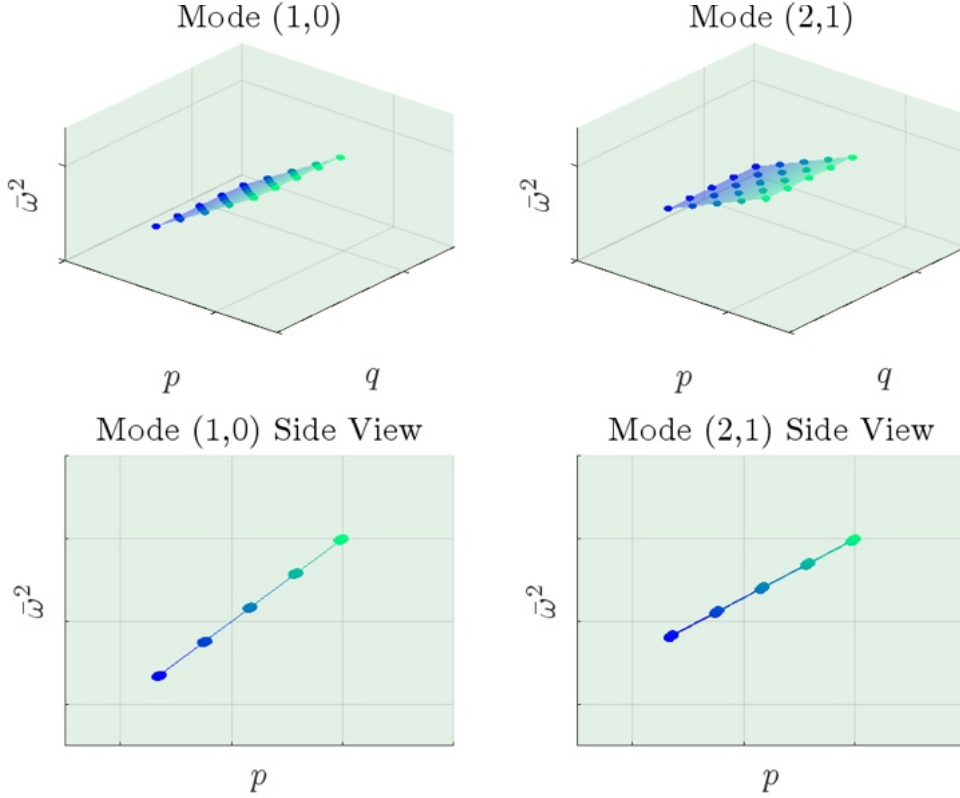 Mode (1,0)
Mode (2,1)
ω̄²
p
q
ω̄²
p
q
Mode (1,0) Side View
Mode (2,1) Side View
ω̄²
p
ω̄²
p